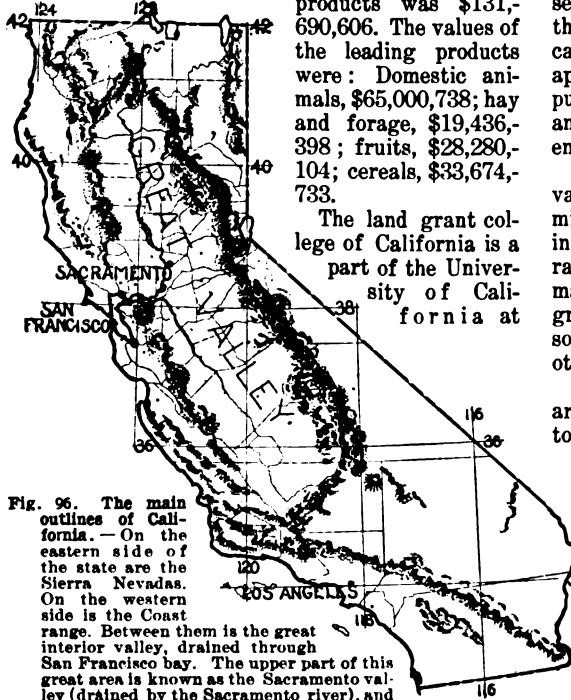 products was $131,-
690,606. The values of
the leading products
were: Domestic ani-
mals, $65,000,738; hay
and forage, $19,436,-
398; fruits, $28,280,-
104; cereals, $33,674,-
733.
The land grant col-
lege of California is a
part of the Univer-
sity of Cali-
fornia at
42 124 122 42
40 40
GREAT VALLEY
SACRAMENTO
SAN
FRANCISCO
38
116
36 36
120
LOS ANGELES
118
116
Fig. 96. The main
outlines of Cali-
fornia. — On the
eastern side of
the state are the
Sierra Nevadas.
On the western
side is the Coast
range. Between them is the great
interior valley, drained through
San Francisco bay. The upper part of this
great area is known as the Sacramento val-
ley (drained by the Sacramento river), and